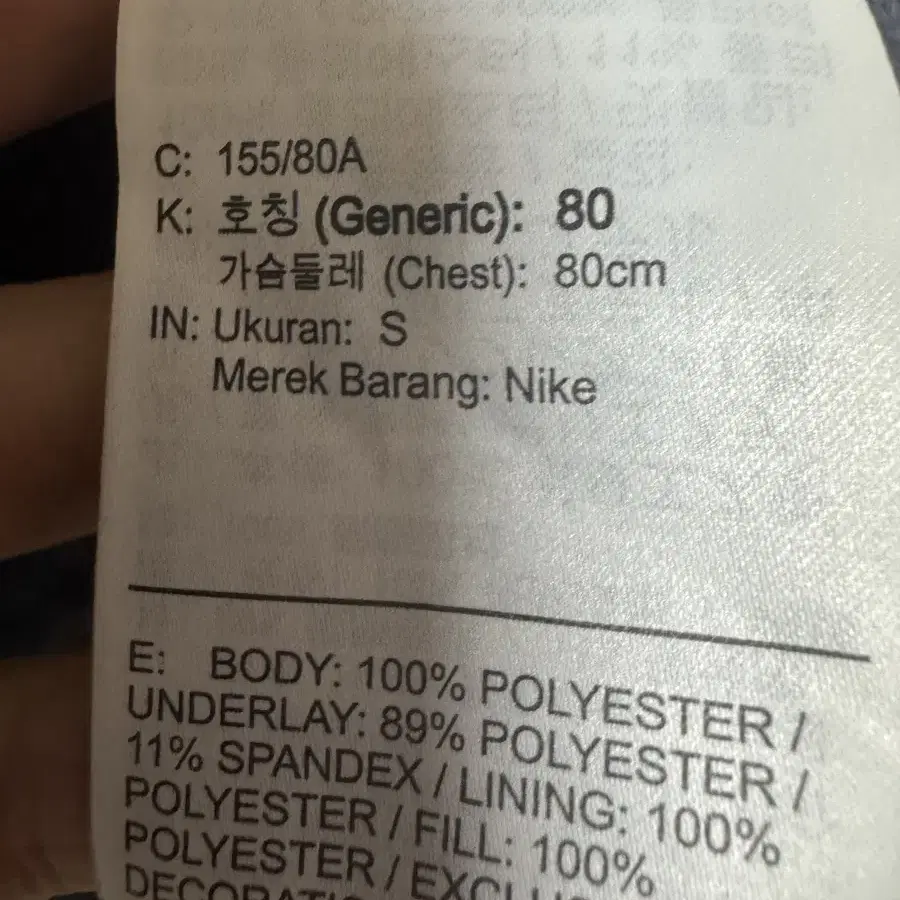 C: 155/80A
K: 호칭 (Generic): 80
가슴둘레 (Chest): 80cm
IN: Ukuran: S
Merek Barang: Nike
E: BODY: 100% POLYESTER /
UNDERLAY: 89% POLYESTER /
11% SPANDEX / LINING: 100%
POLYESTER / FILL: 100%
POLYESTER /